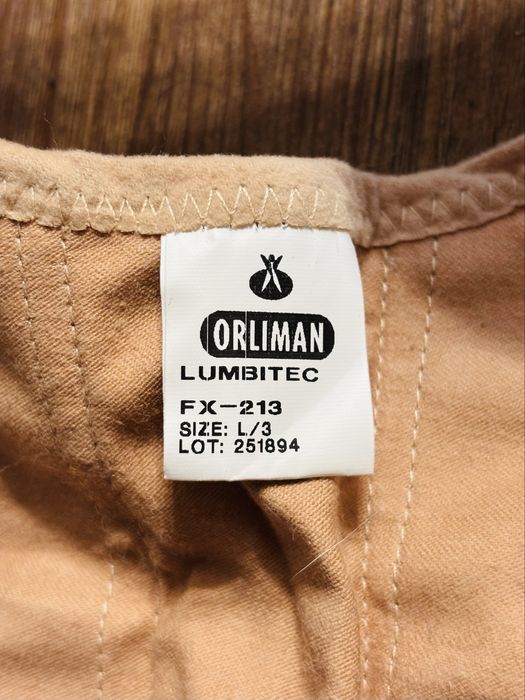 ORLIMAN
LUMBITEC
FX-213
SIZE: L/3
LOT: 251894